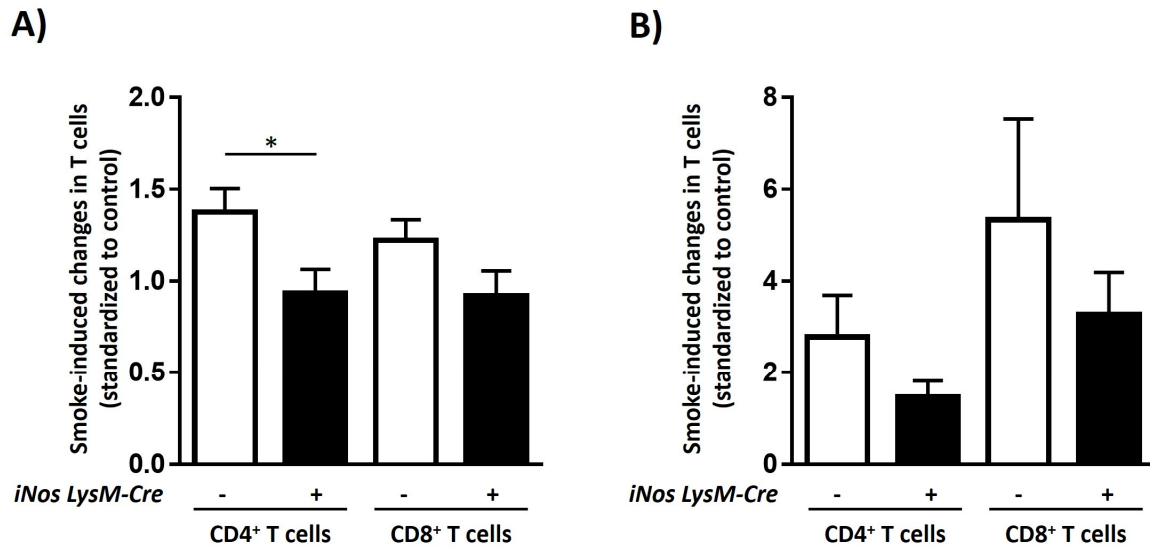 A)
Smoke-induced changes in T cells
(standardized to control)
2.0
1.5
1.0
0.5
0.0
*
iNos LysM-Cre - + - +
CD4⁺ T cells CD8⁺ T cells
B)
Smoke-induced changes in T cells
(standardized to control)
8
6
4
2
0
iNos LysM-Cre - + - +
CD4⁺ T cells CD8⁺ T cells